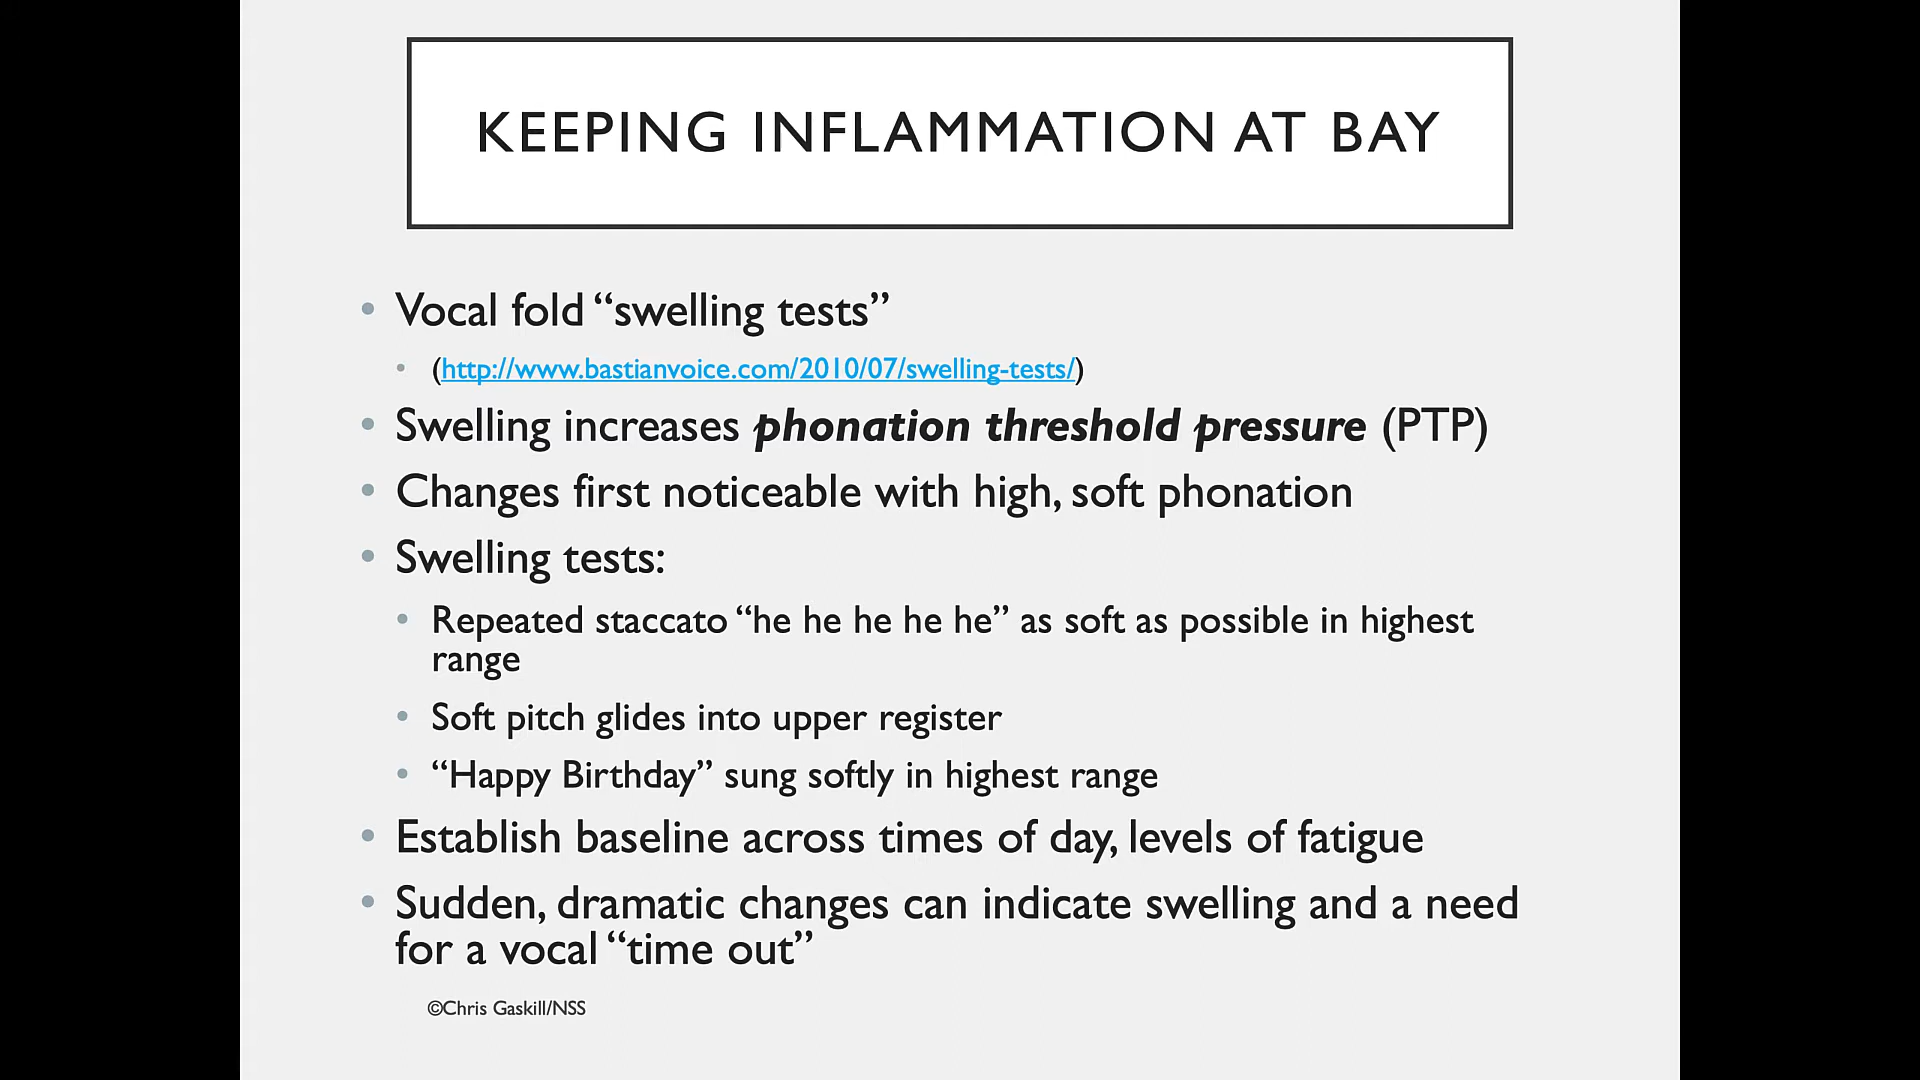 KEEPING INFLAMMATION AT BAY
• Vocal fold “swelling tests”
• (http://www.bastianvoice.com/2010/07/swelling-tests/)
• Swelling increases phonation threshold pressure (PTP)
• Changes first noticeable with high, soft phonation
• Swelling tests:
• Repeated staccato “he he he he he” as soft as possible in highest
range
• Soft pitch glides into upper register
• “Happy Birthday” sung softly in highest range
• Establish baseline across times of day, levels of fatigue
• Sudden, dramatic changes can indicate swelling and a need
for a vocal “time out”
©Chris Gaskill/NSS